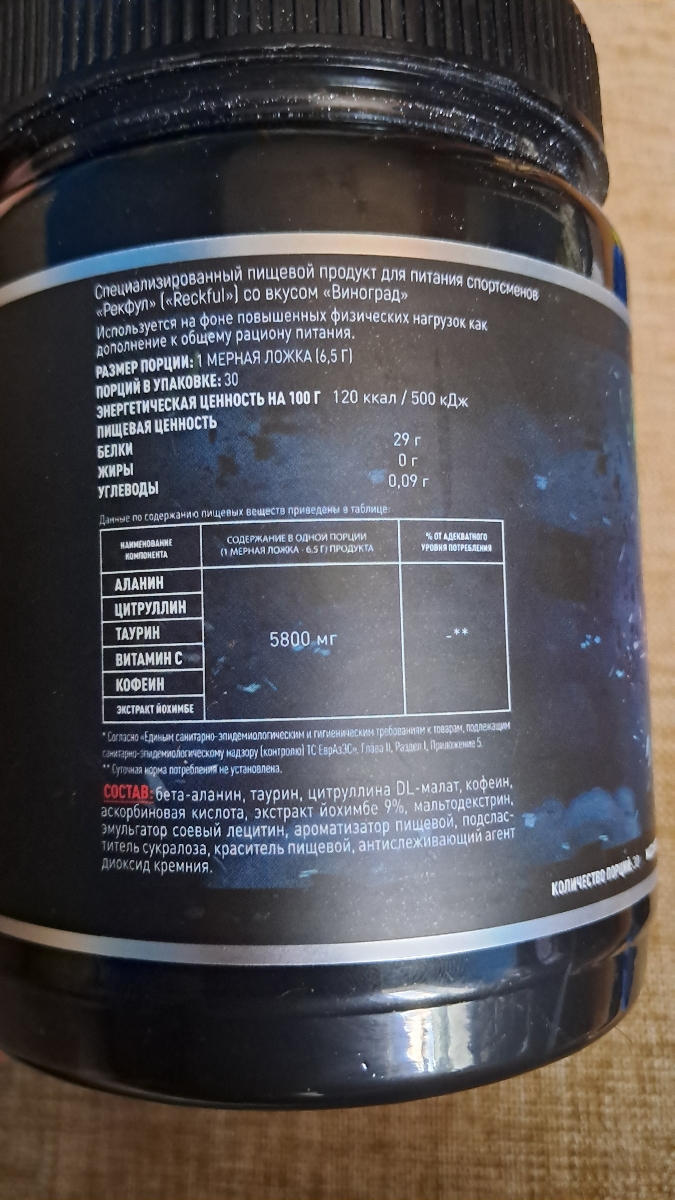 Специализированный пищевой продукт для питания спортсменов
«Рекфул» («Reckful») со вкусом «Виноград»
Используется на фоне повышенных физических нагрузок как
дополнение к общему рациону питания.
РАЗМЕР ПОРЦИИ: 1 МЕРНАЯ ЛОЖКА (6,5 Г)
ПОРЦИЙ В УПАКОВКЕ: 30
ЭНЕРГЕТИЧЕСКАЯ ЦЕННОСТЬ НА 100 Г 120 ккал / 500 кДж
ПИЩЕВАЯ ЦЕННОСТЬ
БЕЛКИ 29 г
ЖИРЫ 0 г
УГЛЕВОДЫ 0,09 г
Данные по содержанию пищевых веществ приведены в таблице:
НАИМЕНОВАНИЕ КОМПОНЕНТА
СОДЕРЖАНИЕ В ОДНОЙ ПОРЦИИ
(1 МЕРНАЯ ЛОЖКА - 6,5 Г) ПРОДУКТА
% ОТ АДЕКВАТНОГО
УРОВНЯ ПОТРЕБЛЕНИЯ
АЛАНИН
ЦИТРУЛЛИН
ТАУРИН 5800 мг -**
ВИТАМИН С
КОФЕИН
ЭКСТРАКТ ЙОХИМБЕ
* Согласно «Единым санитарно-эпидемиологическим и гигиеническим требованиям к товарам, подлежащим
санитарно-эпидемиологическому надзору (контролю) ТС ЕврАзЭС», Глава II, Раздел I, Приложение 5.
** Суточная норма потребления не установлена.
СОСТАВ: бета-аланин, таурин, цитруллина DL-малат, кофеин,
аскорбиновая кислота, экстракт йохимбе 9%, мальтодекстрин,
эмульгатор соевый лецитин, ароматизатор пищевой, подслас-
титель сукралоза, краситель пищевой, антислеживающий агент
диоксид кремния.
КОЛИЧЕСТВО ПОРЦИЙ: 30